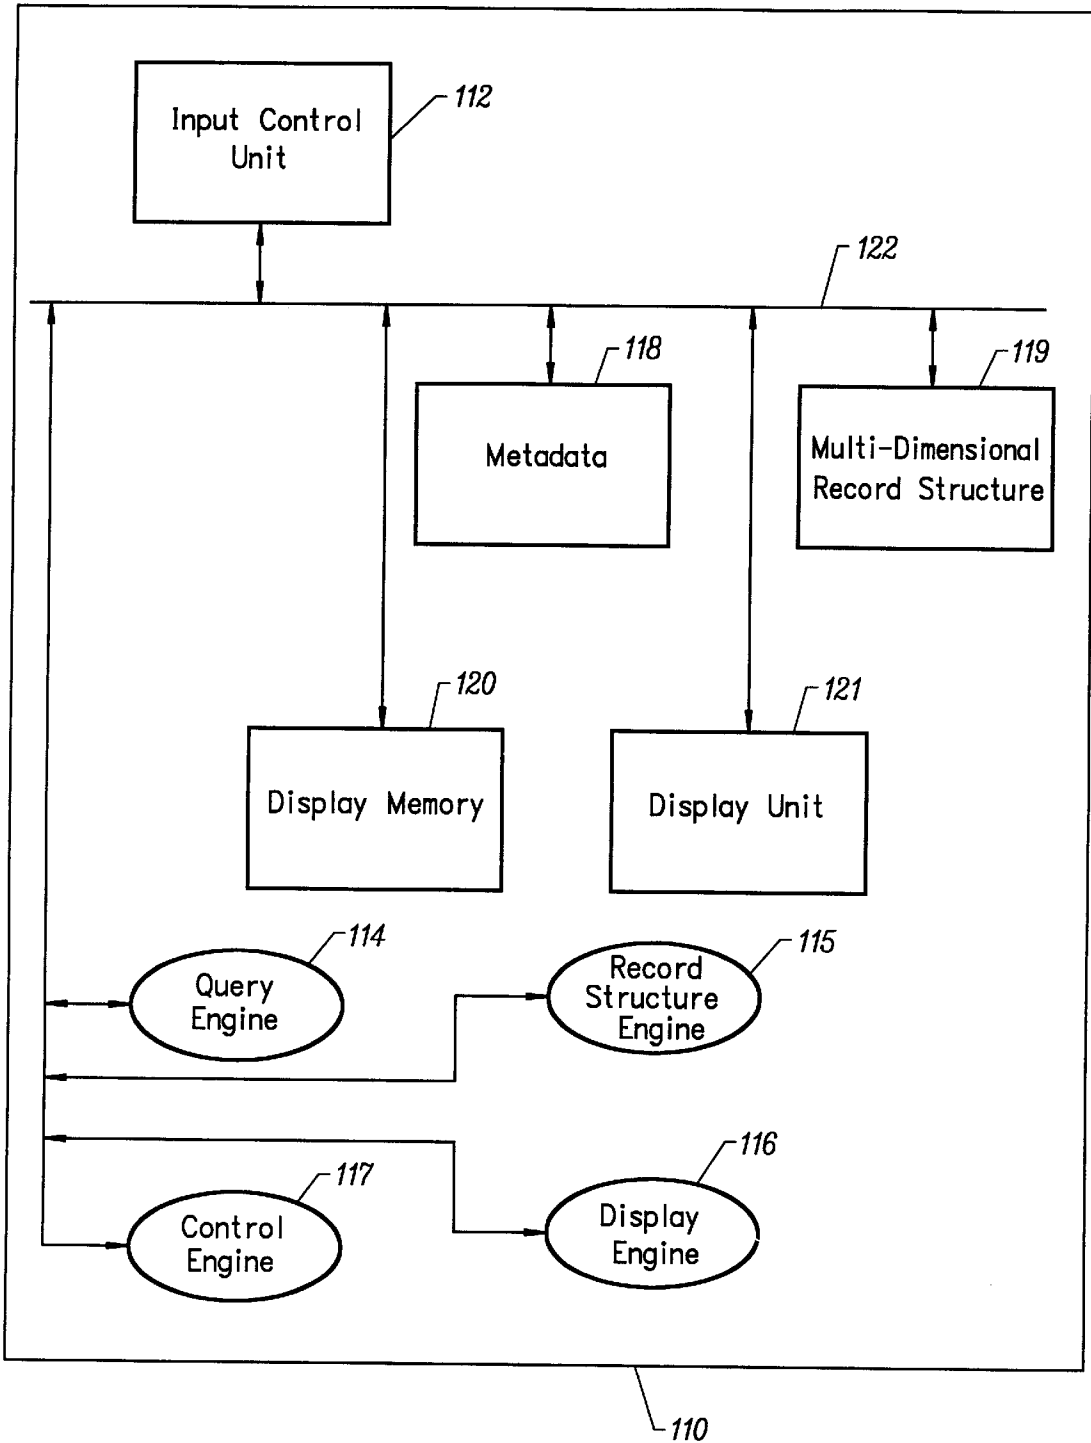 112
Input Control
Unit
122
118
119
Metadata
Multi-Dimensional
Record Structure
120
121
Display Memory
Display Unit
114
115
Query
Engine
Record
Structure
Engine
117
116
Control
Engine
Display
Engine
110